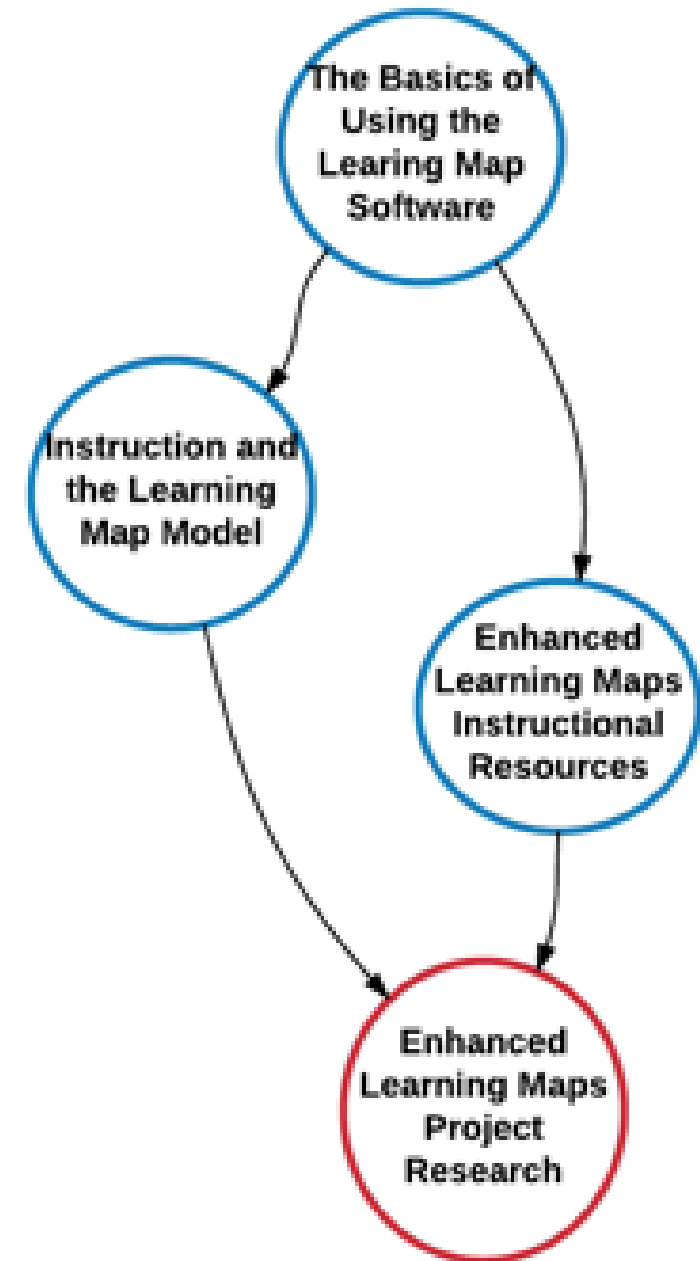 The Basics of
Using the
Learing Map
Software
Instruction and
the Learning
Map Model
Enhanced
Learning Maps
Instructional
Resources
Enhanced
Learning Maps
Project
Research